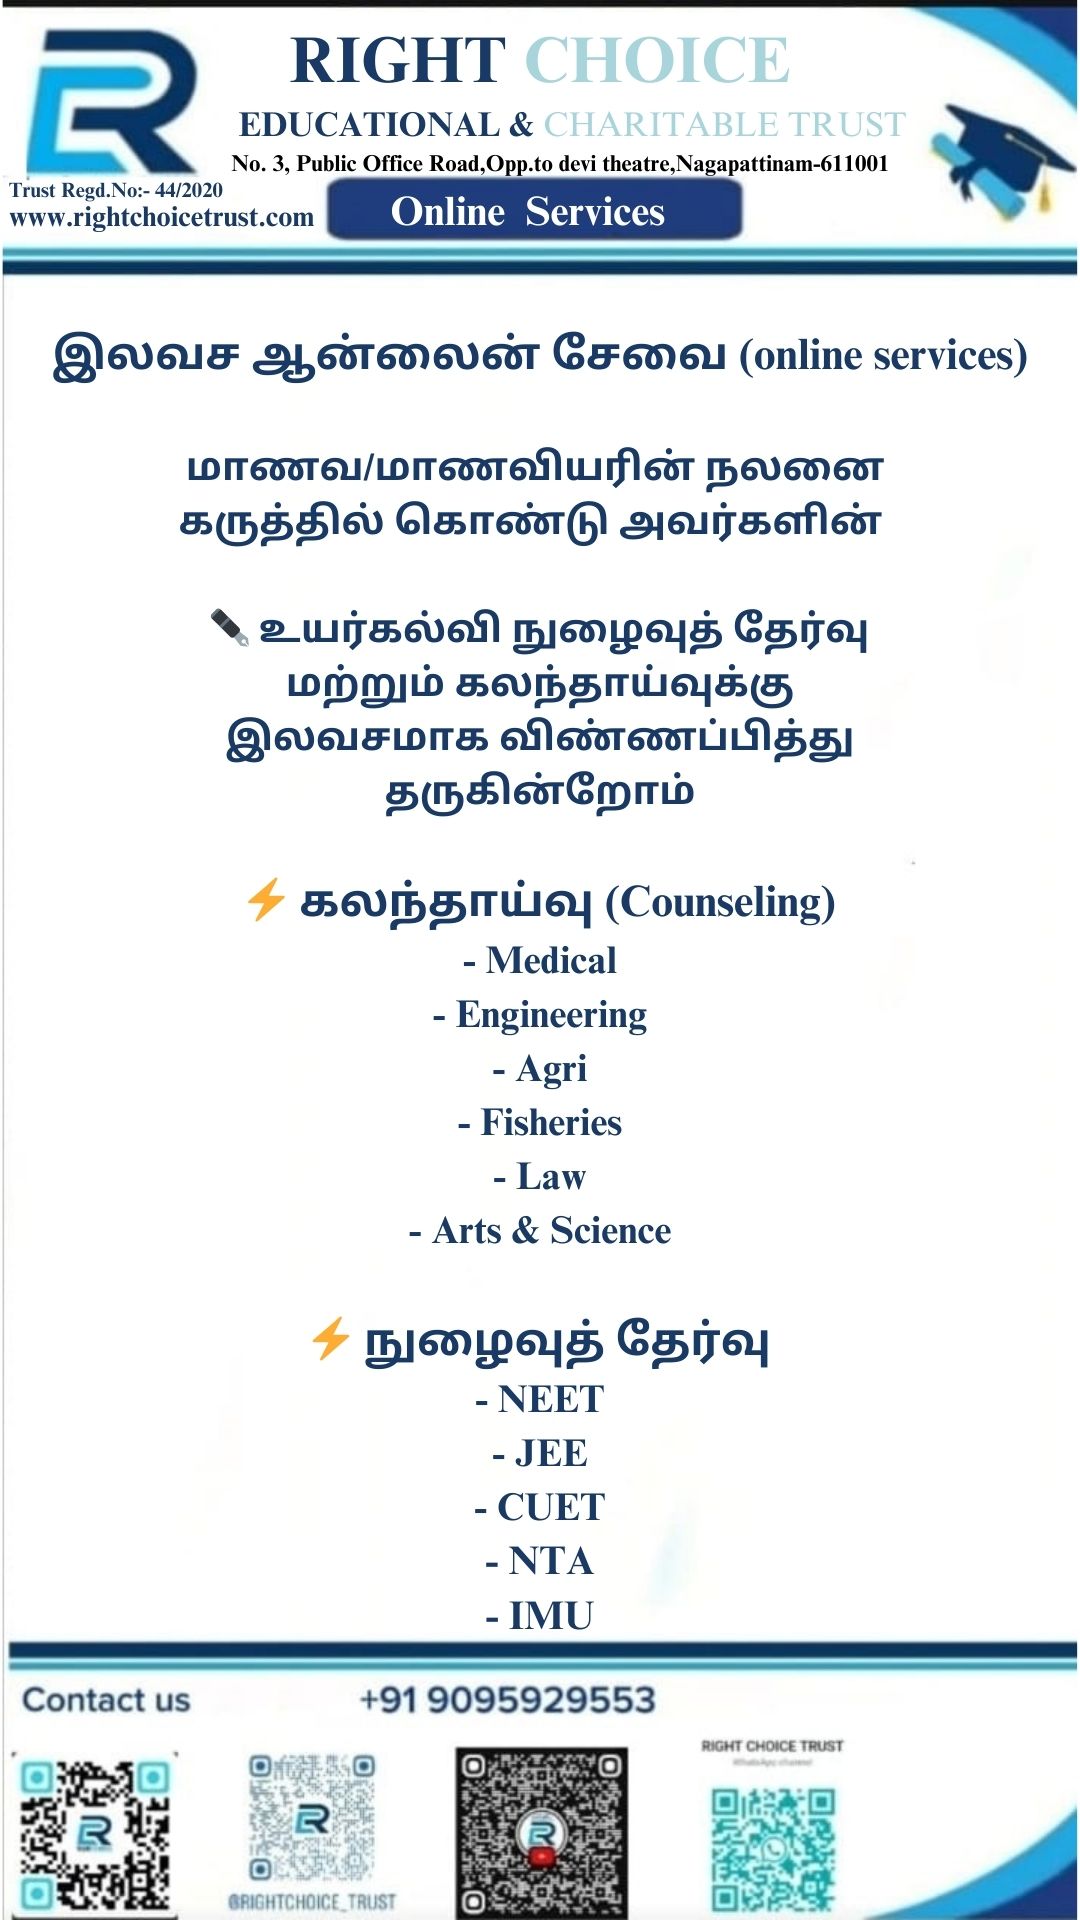 RIGHT CHOICE
EDUCATIONAL & CHARITABLE TRUST
No. 3, Public Office Road,Opp.to devi theatre,Nagapattinam-611001
Trust Regd.No:- 44/2020
www.rightchoicetrust.com
Online Services
இலவச ஆன்லைன் சேவை (online services)
மாணவ/மாணவியரின் நலனை
கருத்தில் கொண்டு அவர்களின்
உயர்கல்வி நுழைவுத் தேர்வு
மற்றும் கலந்தாய்வுக்கு
இலவசமாக விண்ணப்பித்து
தருகின்றோம்
⚡ கலந்தாய்வு (Counseling)
- Medical
- Engineering
- Agri
- Fisheries
- Law
- Arts & Science
⚡ நுழைவுத் தேர்வு
- NEET
- JEE
- CUET
- NTA
- IMU
Contact us +91 9095929553
RIGHT CHOICE TRUST
WhatsApp channel
@RIGHTCHOICE_TRUST